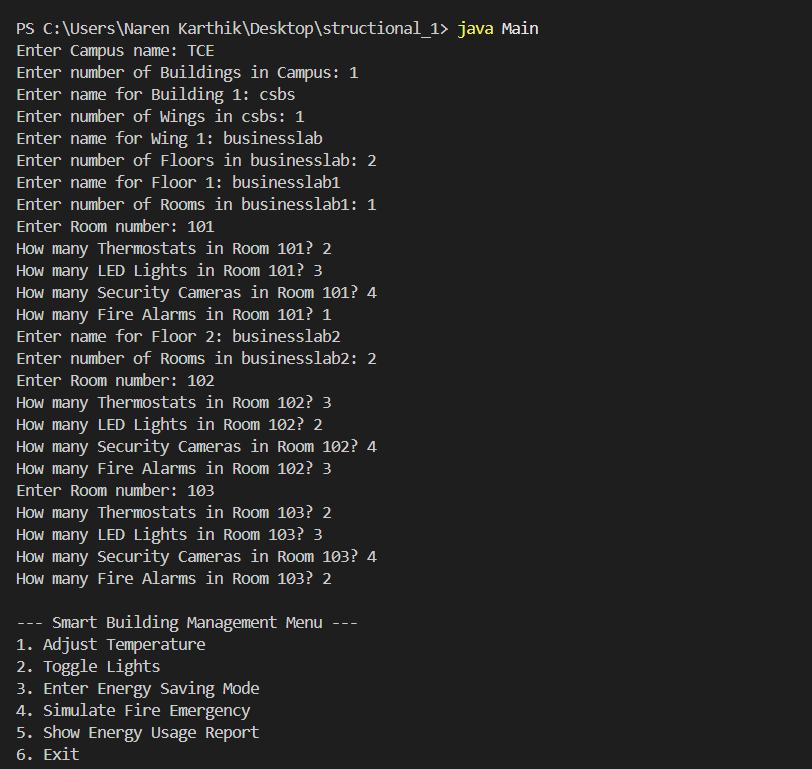 PS C:\Users\Naren Karthik\Desktop\structional_1> java Main
Enter Campus name: TCE
Enter number of Buildings in Campus: 1
Enter name for Building 1: csbs
Enter number of Wings in csbs: 1
Enter name for Wing 1: businesslab
Enter number of Floors in businesslab: 2
Enter name for Floor 1: businesslab1
Enter number of Rooms in businesslab1: 1
Enter Room number: 101
How many Thermostats in Room 101? 2
How many LED Lights in Room 101? 3
How many Security Cameras in Room 101? 4
How many Fire Alarms in Room 101? 1
Enter name for Floor 2: businesslab2
Enter number of Rooms in businesslab2: 2
Enter Room number: 102
How many Thermostats in Room 102? 3
How many LED Lights in Room 102? 2
How many Security Cameras in Room 102? 4
How many Fire Alarms in Room 102? 3
Enter Room number: 103
How many Thermostats in Room 103? 2
How many LED Lights in Room 103? 3
How many Security Cameras in Room 103? 4
How many Fire Alarms in Room 103? 2

--- Smart Building Management Menu ---
1. Adjust Temperature
2. Toggle Lights
3. Enter Energy Saving Mode
4. Simulate Fire Emergency
5. Show Energy Usage Report
6. Exit